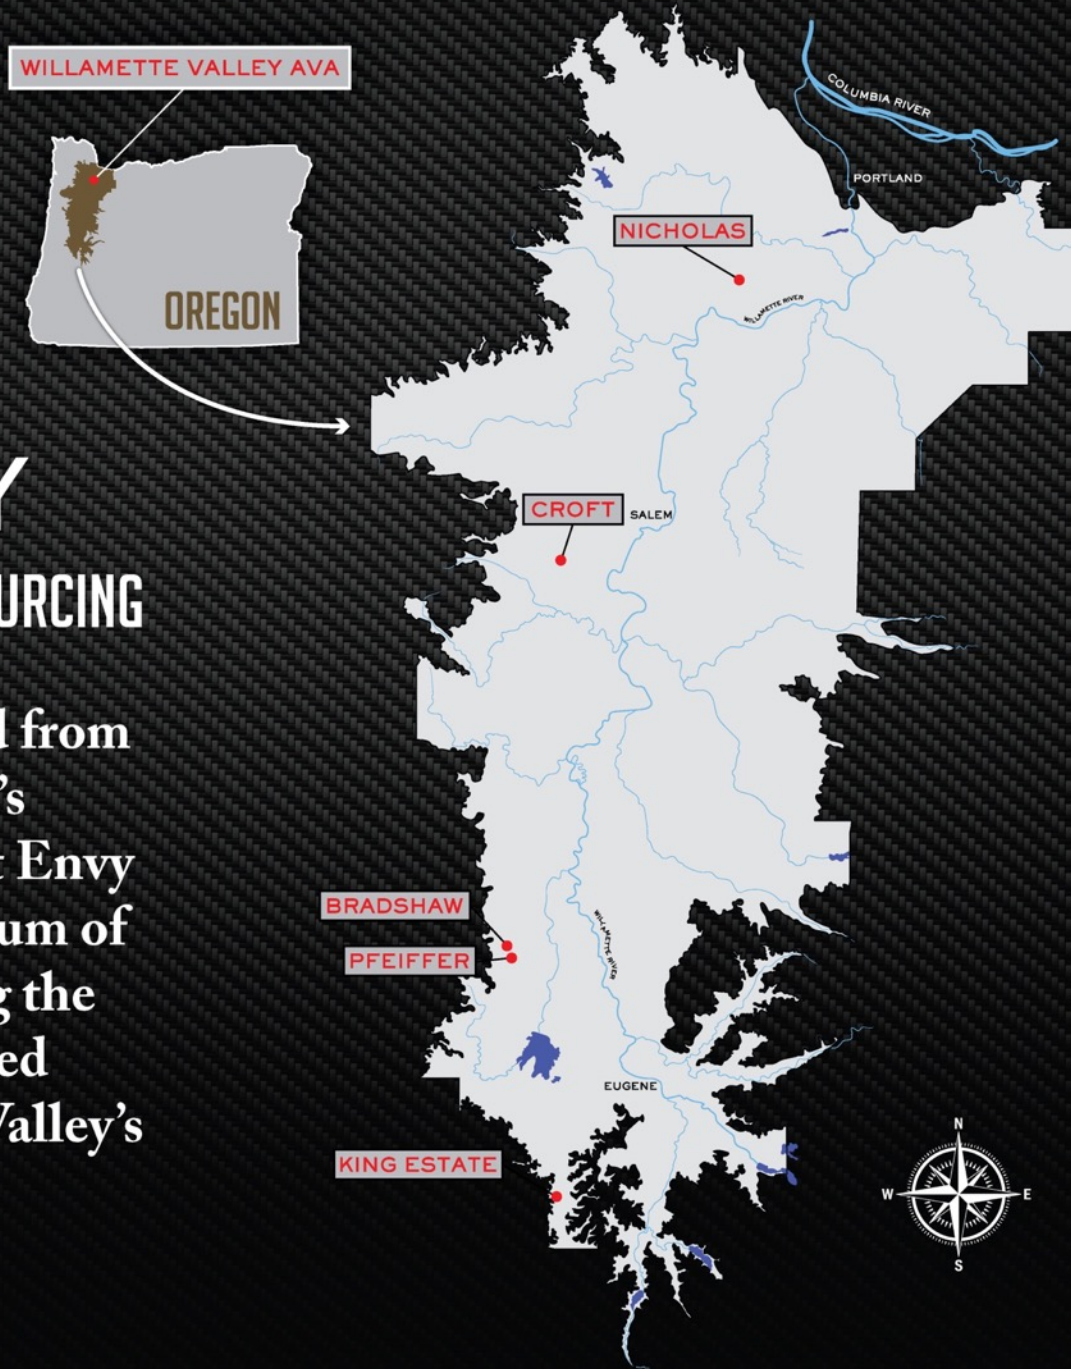 WILLAMETTE VALLEY AVA
OREGON
COLUMBIA RIVER
PORTLAND
NICHOLAS
WILLAMETTE RIVER
CROFT
SALEM
Y
URCING
d from
's
t Envy
um of
g the
ed
Valley's
BRADSHAW
PFEIFFER
WILLAMETTE RIVER
EUGENE
KING ESTATE
N
W
E
S